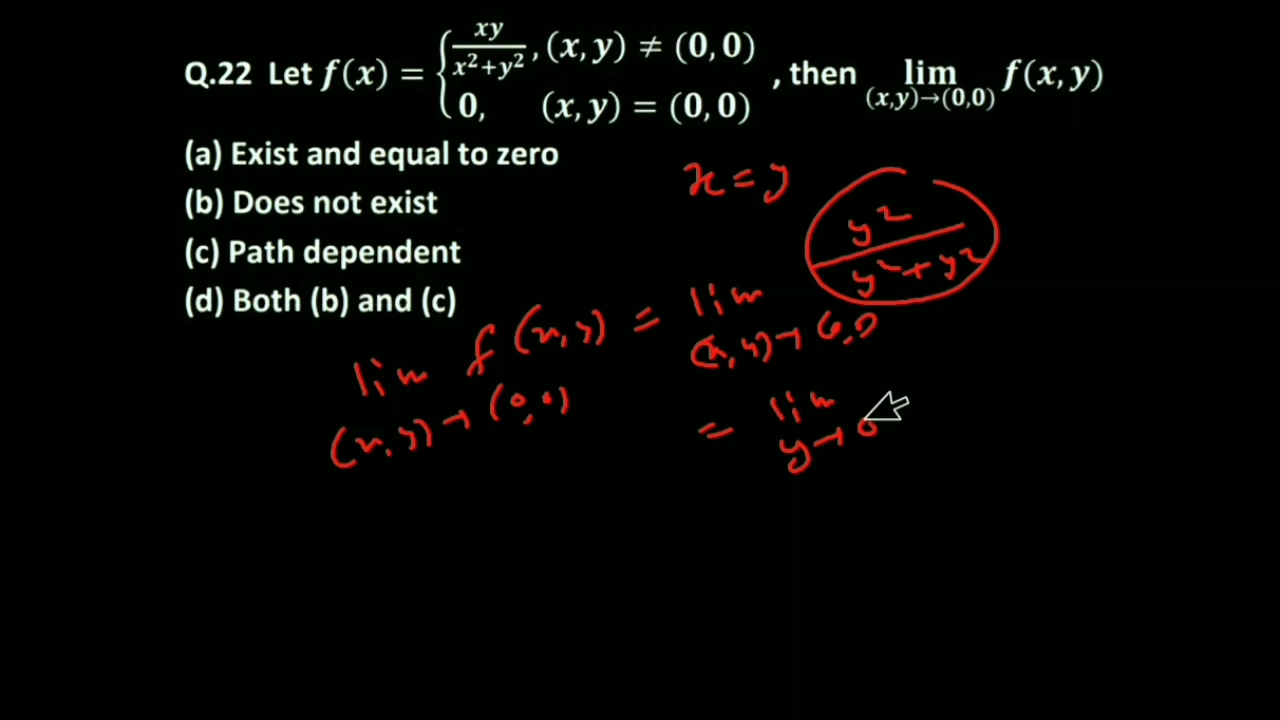 Q.22 Let f(x) = { xy/(x²+y²), (x, y) ≠ (0, 0)
0, (x, y) = (0, 0) , then lim (x,y)→(0,0) f(x, y)
(a) Exist and equal to zero
(b) Does not exist
(c) Path dependent
(d) Both (b) and (c)
x = y
y²/(y² + y²)
lim (x,y)→(0,0) f(x,y) = lim (x,y)→(0,0)
= lim y→0